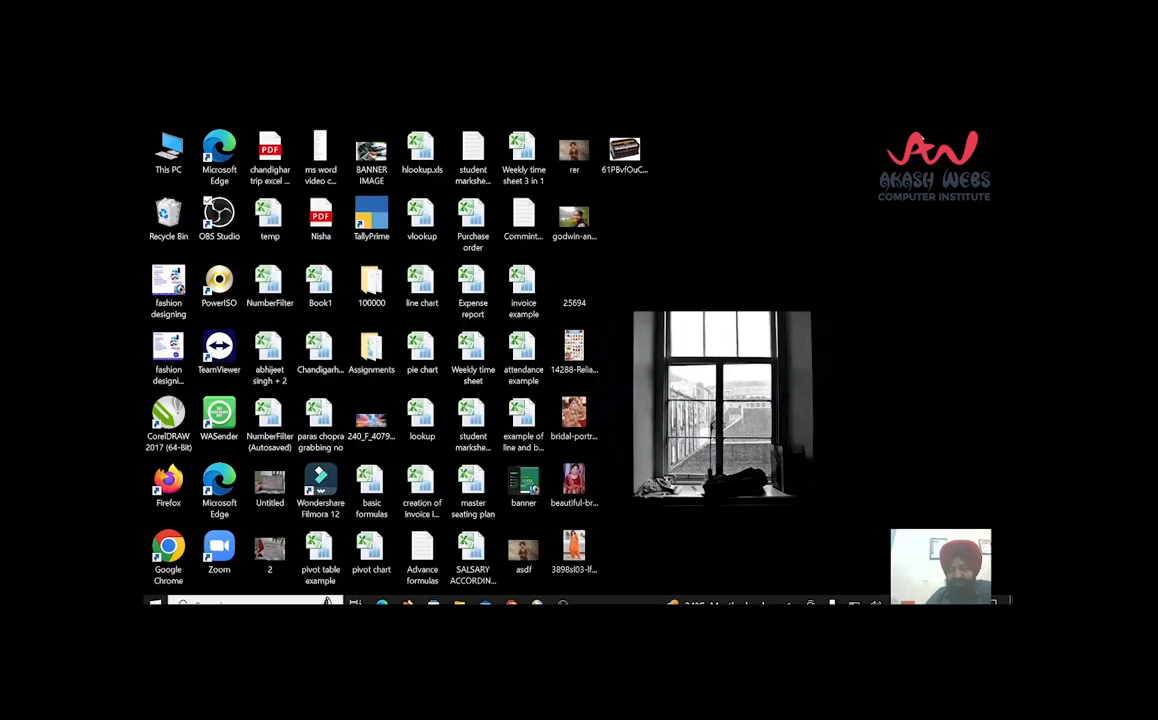 AKASH WEBS
COMPUTER INSTITUTE
This PC
Microsoft
Edge
PDF
chandighar
trip excel ...
ms word
video c...
BANNER
IMAGE
hlookup.xls
student
markshe...
Weekly time
sheet 3 in 1
rer
61PBvfOuC...
Recycle Bin
OBS Studio
temp
PDF
Nisha
TallyPrime
vlookup
Purchase
order
Commint...
godwin-an...
fashion
designing
PowerISO
NumberFilter
Book1
100000
line chart
Expense
report
invoice
example
25694
fashion
designi...
TeamViewer
abhijeet
singh + 2
Chandigarh...
Assignments
pie chart
Weekly time
sheet
attendance
example
14288-Relia...
CorelDRAW
2017 (64-Bit)
WASender
NumberFilter
(Autosaved)
paras chopra
grabbing no
240_F_4079...
lookup
student
markshe...
example of
line and b...
bridal-portr...
Firefox
Microsoft
Edge
Untitled
Wondershare
Filmora 12
basic
formulas
creation of
invoice i...
master
seating plan
banner
beautiful-br...
Google
Chrome
Zoom
2
pivot table
example
pivot chart
Advance
formulas
SALSARY
ACCORDIN...
asdf
3898sl03-lf...